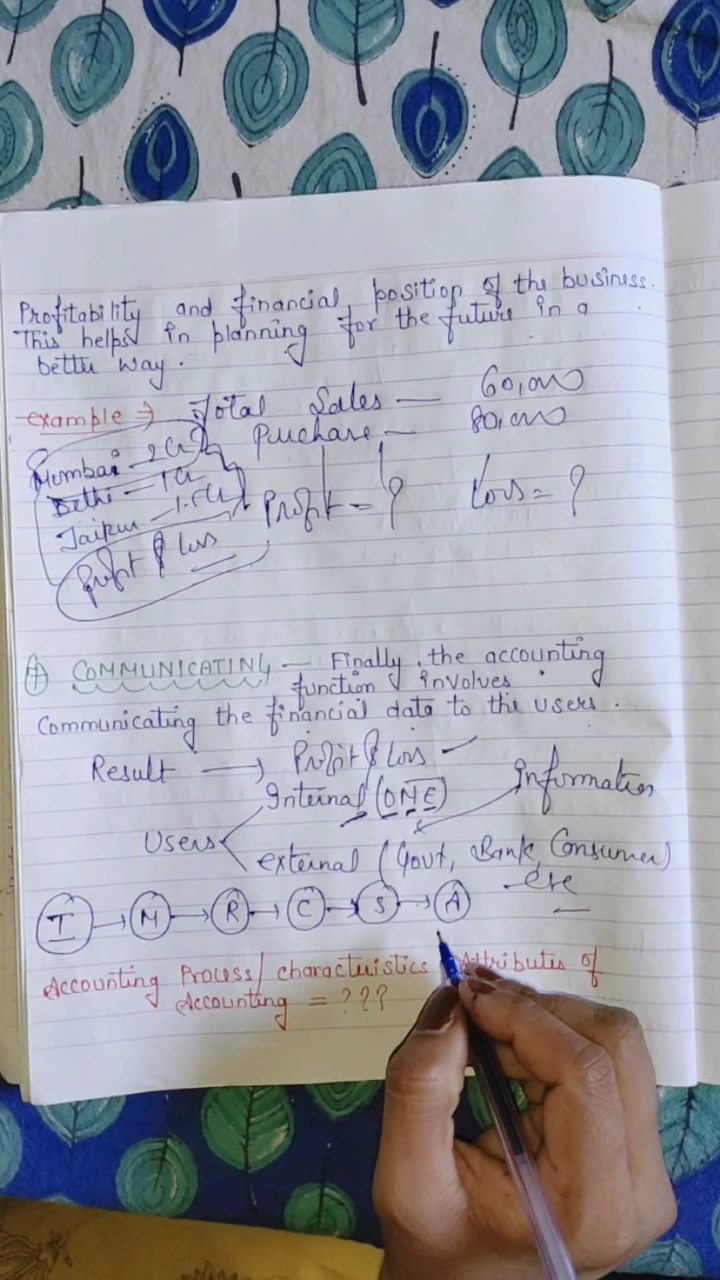 Profitability and financial position of the business.
This helps in planning for the future in a
better way.
example ⇒ Total Sales — 60,000
Purchase — 80,000
Mumbai — 2 Cr
Delhi — 1 Cr
Jaipur — 1.5 Cr
Profit = ? Loss = ?
Profit & Loss
COMMUNICATING — Finally, the accounting
function involves
Communicating the financial data to the users.
Result → Profit & Loss
Users Internal (ONE) Information
external (Govt, Bank, Consumer)
etc
I → M → R → C → S → A
Accounting Process/characteristics Attributes of
Accounting = ???